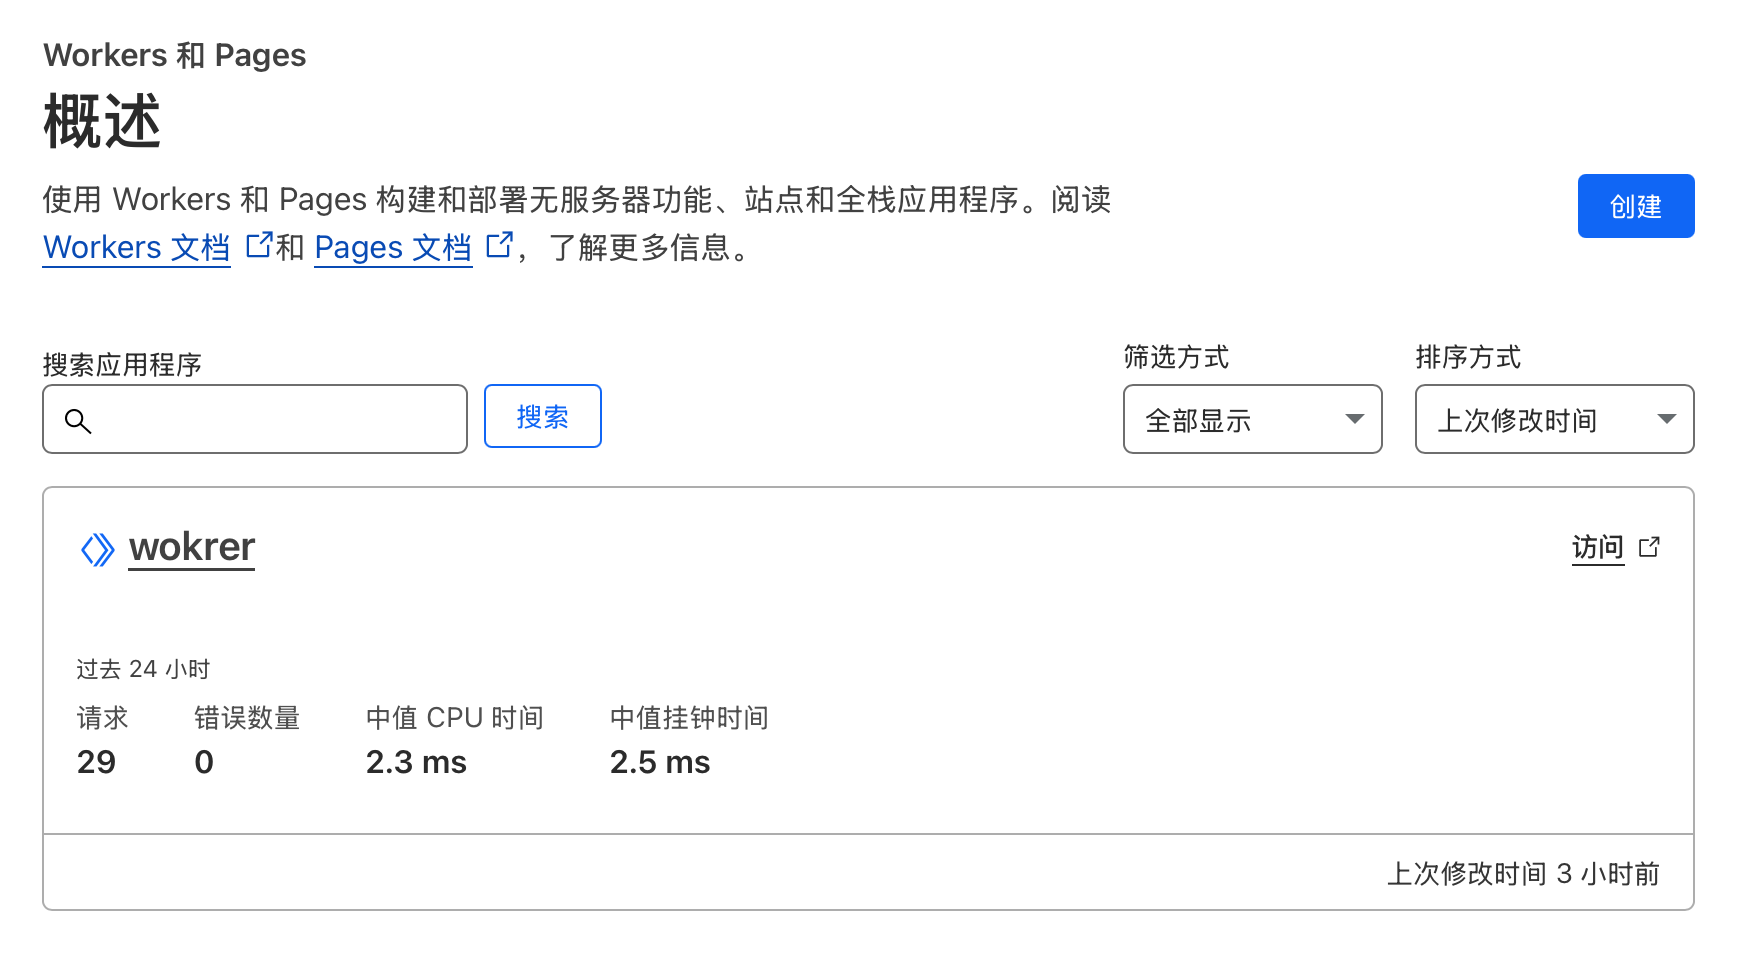 Workers 和 Pages
概述
使用 Workers 和 Pages 构建和部署无服务器功能、站点和全栈应用程序。阅读
Workers 文档 和 Pages 文档，了解更多信息。
创建
搜索应用程序
搜索
筛选方式
全部显示
排序方式
上次修改时间
wokrer
访问
过去 24 小时
请求 错误数量 中值 CPU 时间 中值挂钟时间
29 0 2.3 ms 2.5 ms
上次修改时间 3 小时前